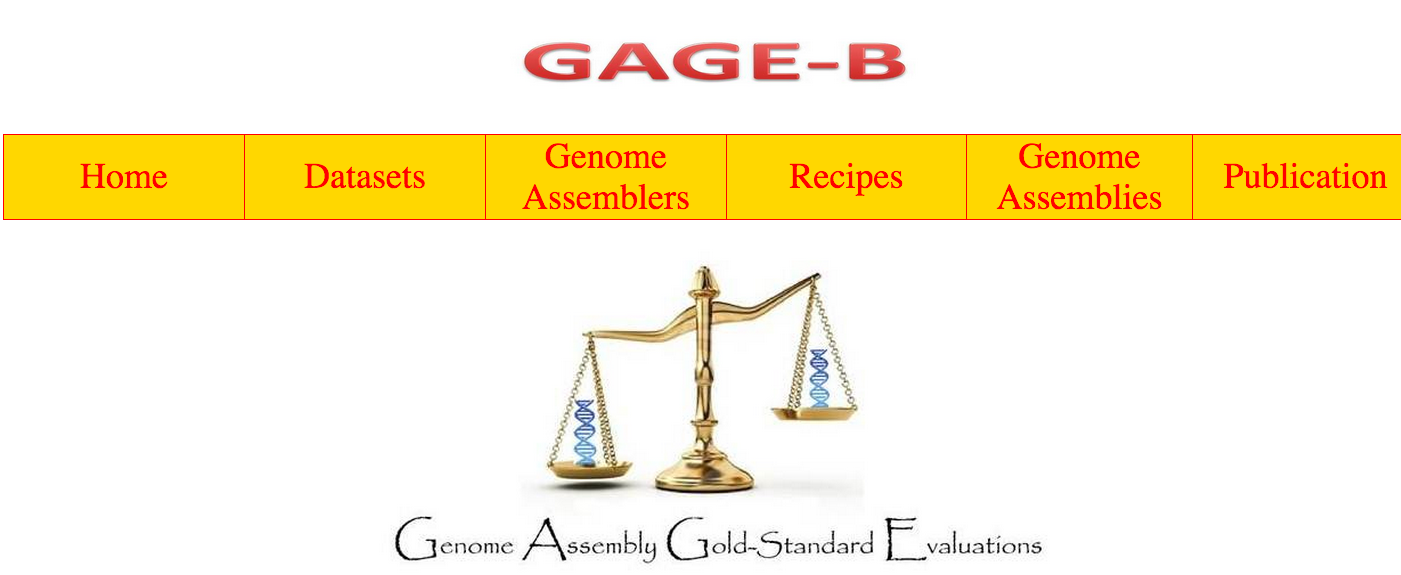 GAGE-B
Home
Datasets
Genome
Assemblers
Recipes
Genome
Assemblies
Publication
Genome Assembly Gold-Standard Evaluations